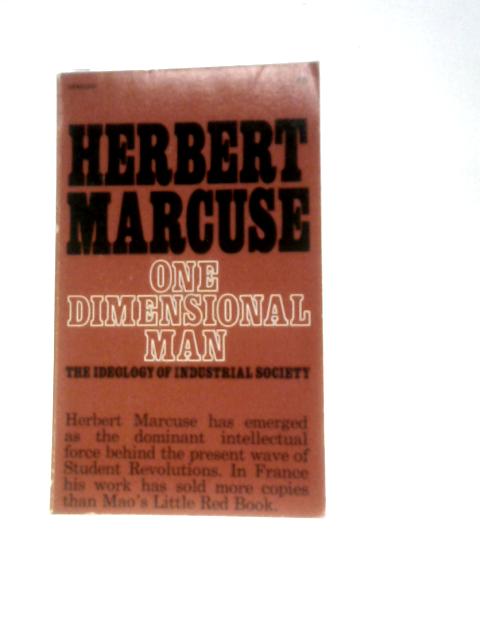 HERBERT
MARCUSE
ONE
DIMENSIONAL
MAN
THE IDEOLOGY OF INDUSTRIAL SOCIETY
Herbert Marcuse has emerged
as the dominant intellectual
force behind the present wave of
Student Revolutions. In France
his work has sold more copies
than Mao's Little Red Book.